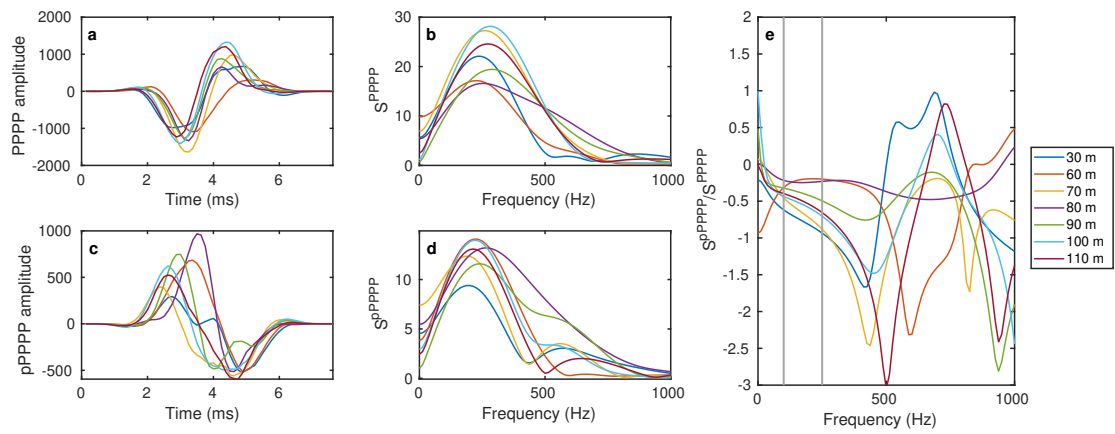 a
PPPP amplitude
2000
1000
0
-1000
-2000
0 2 4 6
Time (ms)
b
S^PPPP
30
20
10
0
0 500 1000
Frequency (Hz)
c
pPPPP amplitude
1000
500
0
-500
0 2 4 6
Time (ms)
d
S^pPPPP
15
10
5
0
0 500 1000
Frequency (Hz)
e
S^pPPPP/S^PPPP
2
1
0.5
0
-0.5
-1
-1.5
-2
-2.5
-3
0 500 1000
Frequency (Hz)
30 m
60 m
70 m
80 m
90 m
100 m
110 m